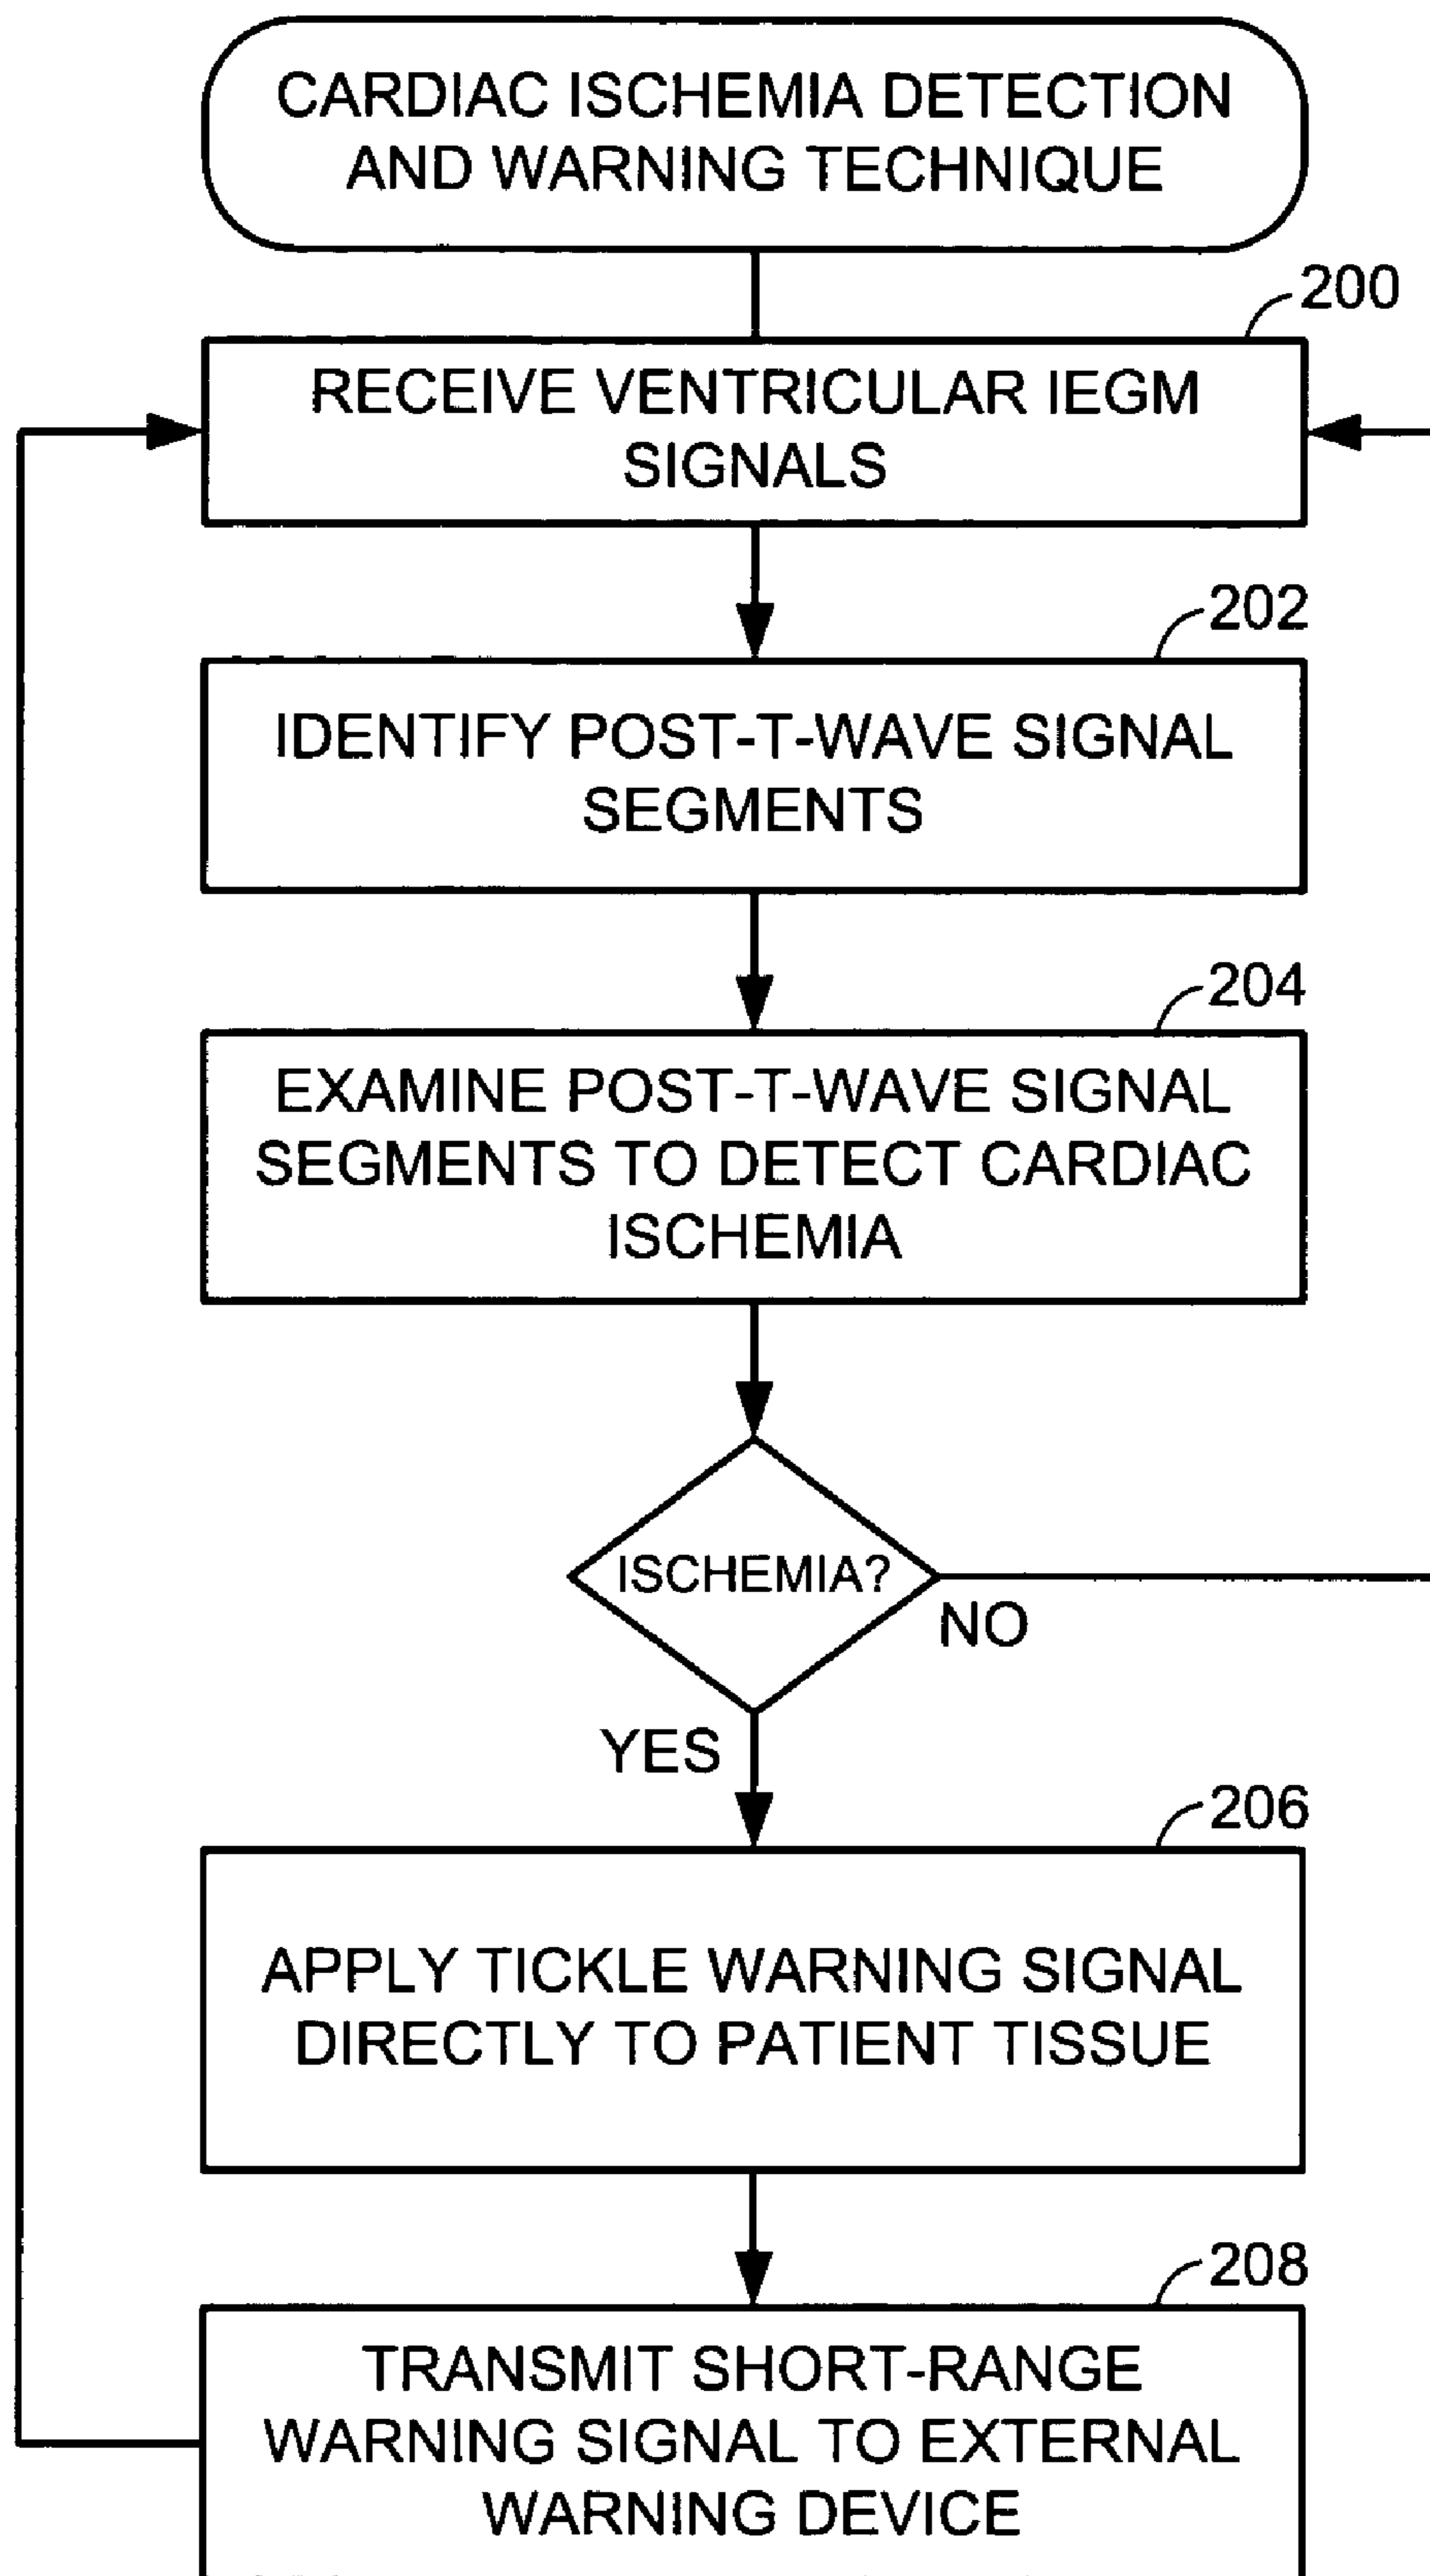 CARDIAC ISCHEMIA DETECTION
AND WARNING TECHNIQUE
200
RECEIVE VENTRICULAR IEGM
SIGNALS
202
IDENTIFY POST-T-WAVE SIGNAL
SEGMENTS
204
EXAMINE POST-T-WAVE SIGNAL
SEGMENTS TO DETECT CARDIAC
ISCHEMIA
ISCHEMIA?
NO
YES
206
APPLY TICKLE WARNING SIGNAL
DIRECTLY TO PATIENT TISSUE
208
TRANSMIT SHORT-RANGE
WARNING SIGNAL TO EXTERNAL
WARNING DEVICE